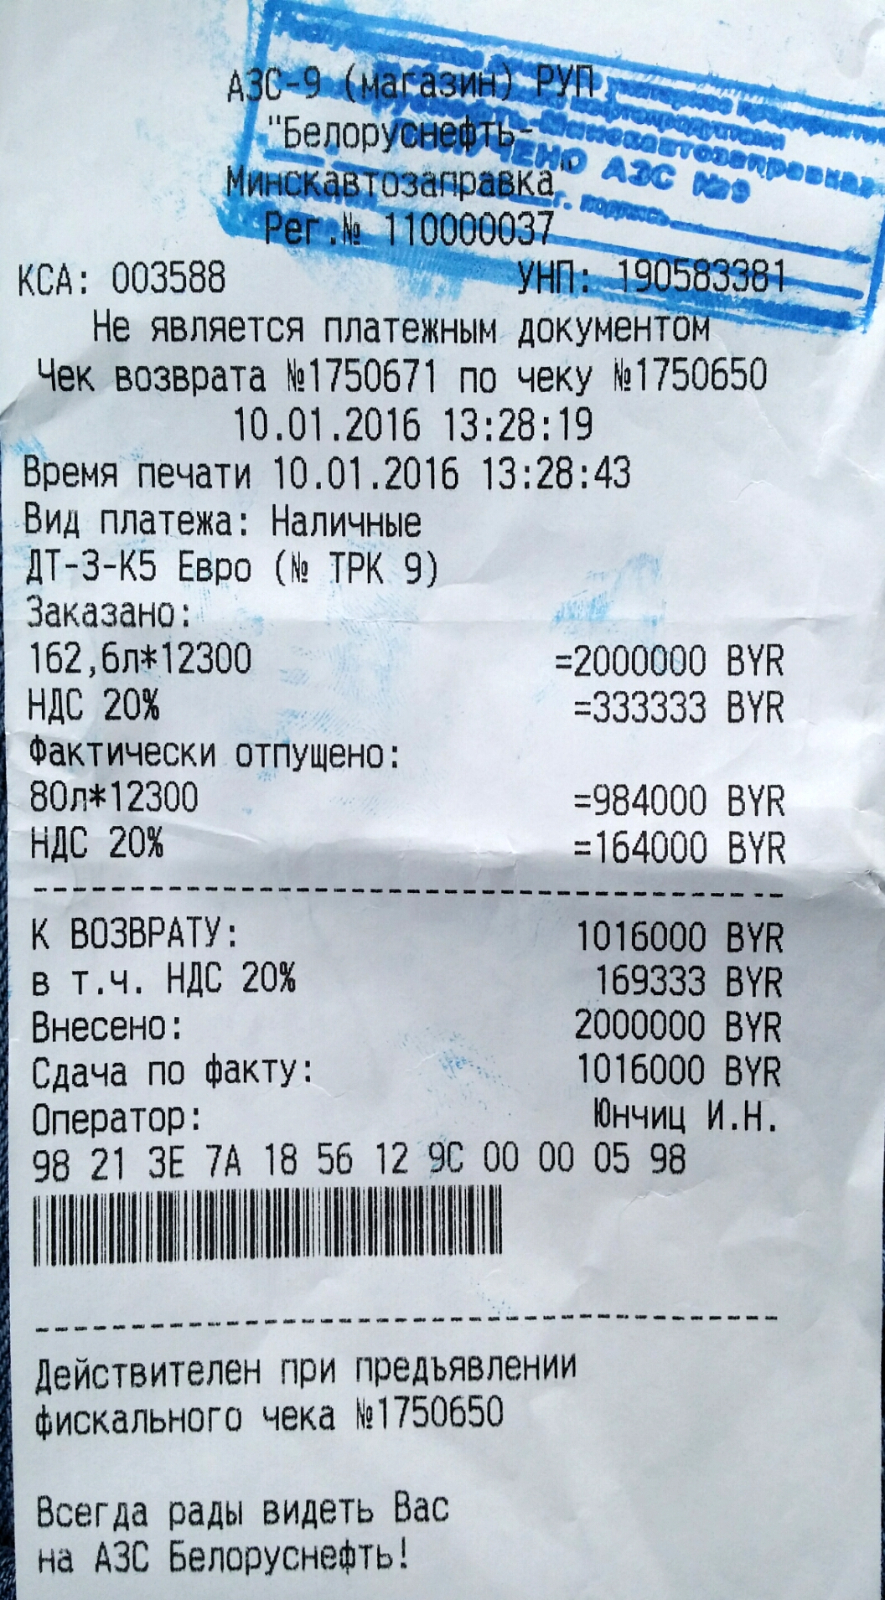 АЗС-9 (магазин) РУП
"Белоруснефть-
Минскавтозаправка"
Рег.№ 110000037
АЗС №9
КСА: 003588 УНП: 190583381
Не является платежным документом
Чек возврата №1750671 по чеку №1750650
10.01.2016 13:28:19
Время печати 10.01.2016 13:28:43
Вид платежа: Наличные
ДТ-З-К5 Евро (№ ТРК 9)
Заказано:
162,6л*12300 =2000000 BYR
НДС 20% =333333 BYR
Фактически отпущено:
80л*12300 =984000 BYR
НДС 20% =164000 BYR
К ВОЗВРАТУ: 1016000 BYR
в т.ч. НДС 20% 169333 BYR
Внесено: 2000000 BYR
Сдача по факту: 1016000 BYR
Оператор: Юнчиц И.Н.
98 21 3E 7A 18 56 12 9C 00 00 05 98
Действителен при предъявлении
фискального чека №1750650
Всегда рады видеть Вас
на АЗС Белоруснефть!